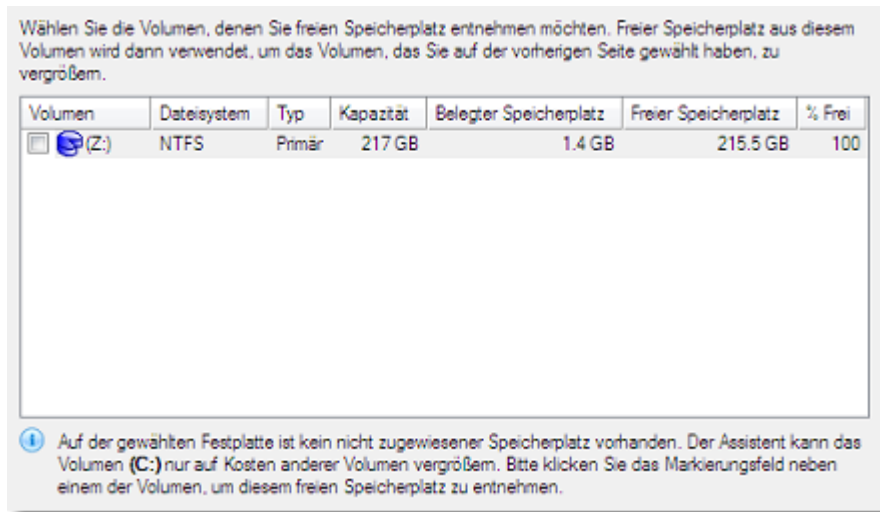 Wählen Sie die Volumen, denen Sie freien Speicherplatz entnehmen möchten. Freier Speicherplatz aus diesem
Volumen wird dann verwendet, um das Volumen, das Sie auf der vorherigen Seite gewählt haben, zu
vergrößern.
Volumen Dateisystem Typ Kapazität Belegter Speicherplatz Freier Speicherplatz % Frei
(Z:) NTFS Primär 217 GB 1.4 GB 215.5 GB 100
Auf der gewählten Festplatte ist kein nicht zugewiesener Speicherplatz vorhanden. Der Assistent kann das
Volumen (C:) nur auf Kosten anderer Volumen vergrößern. Bitte klicken Sie das Markierungsfeld neben
einem der Volumen, um diesem freien Speicherplatz zu entnehmen.